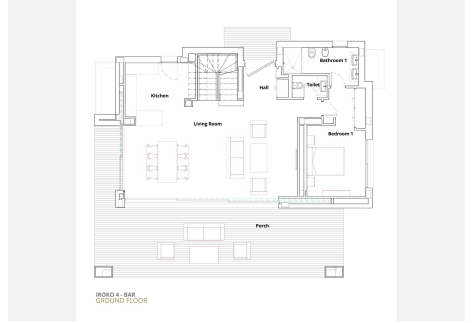 Bathroom 1
Toilet
Hall
Kitchen
Living Room
Bedroom 1
Porch
IROKO 4 - BAR
GROUND FLOOR